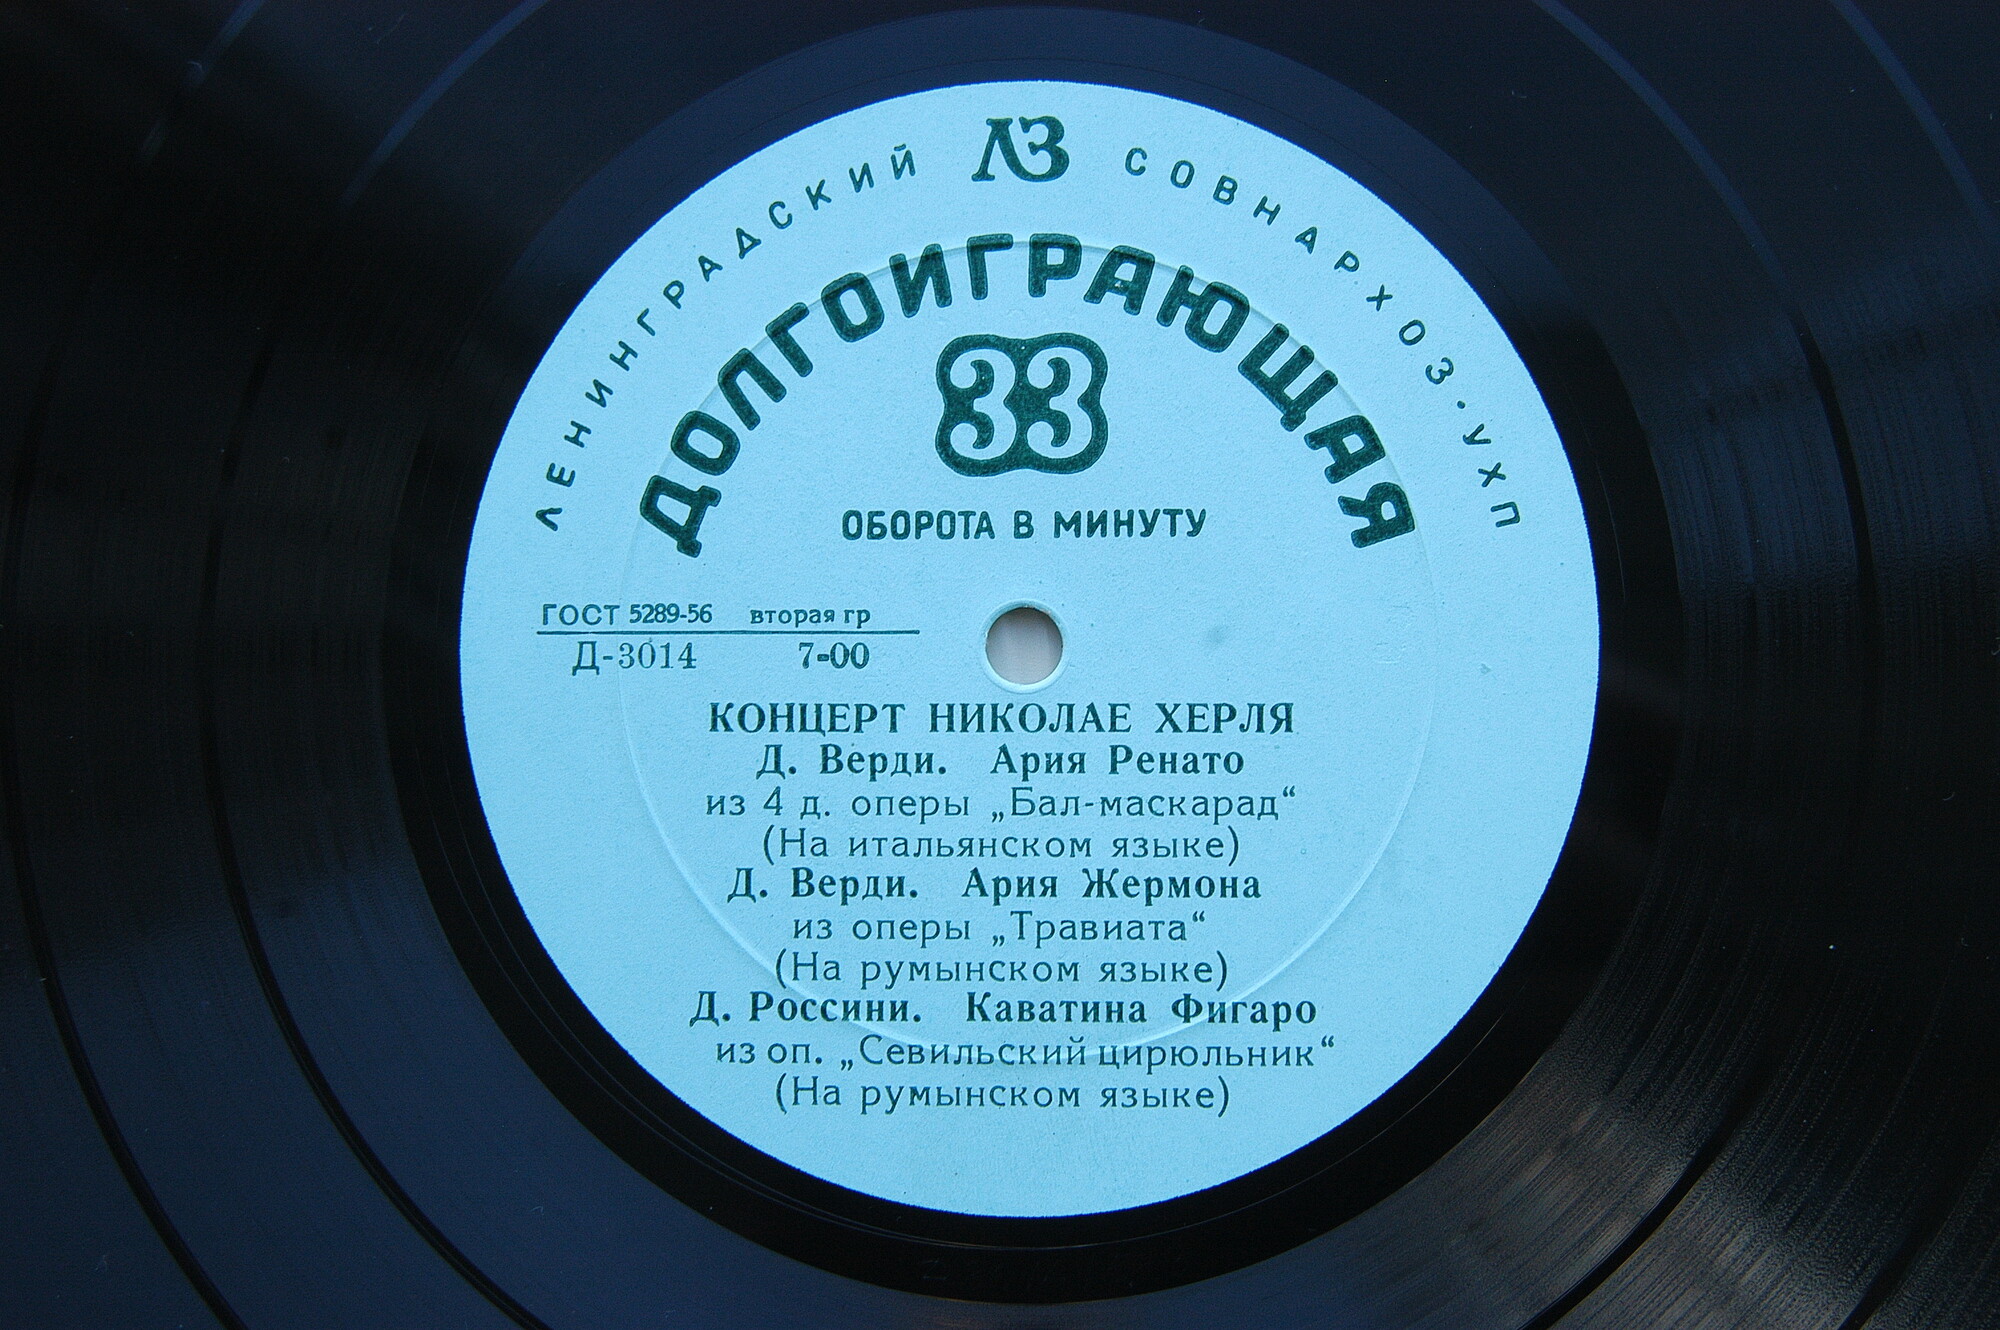 ЛЕНИНГРАДСКИЙ ЛЗ СОВНАРХОЗ·УХП
ДОЛГОИГРАЮЩАЯ
33
ОБОРОТА В МИНУТУ
ГОСТ 5289-56 вторая гр
Д-3014 7-00
КОНЦЕРТ НИКОЛАЕ ХЕРЛЯ
Д. Верди. Ария Ренато
из 4 д. оперы „Бал-маскарад“
(На итальянском языке)
Д. Верди. Ария Жермона
из оперы „Травиата“
(На румынском языке)
Д. Россини. Каватина Фигаро
из оп. „Севильский цирюльник“
(На румынском языке)